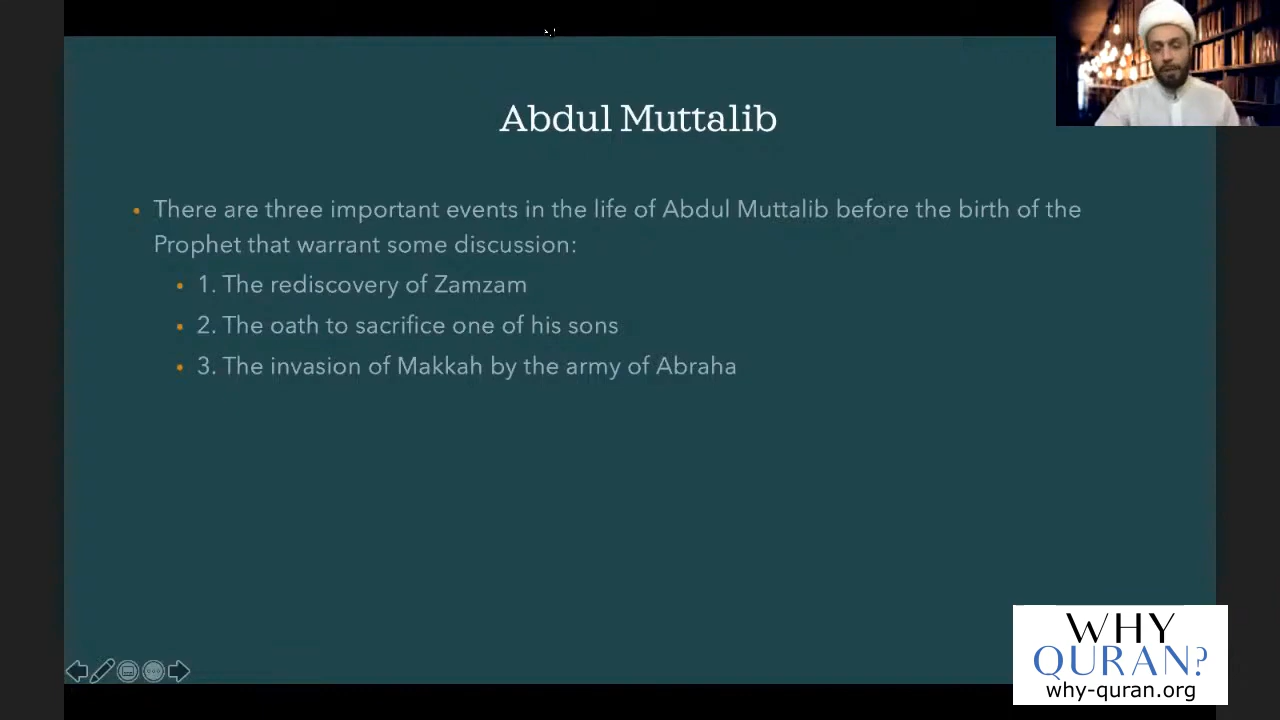 Abdul Muttalib
• There are three important events in the life of Abdul Muttalib before the birth of the
Prophet that warrant some discussion:
• 1. The rediscovery of Zamzam
• 2. The oath to sacrifice one of his sons
• 3. The invasion of Makkah by the army of Abraha
WHY
QURAN?
why-quran.org